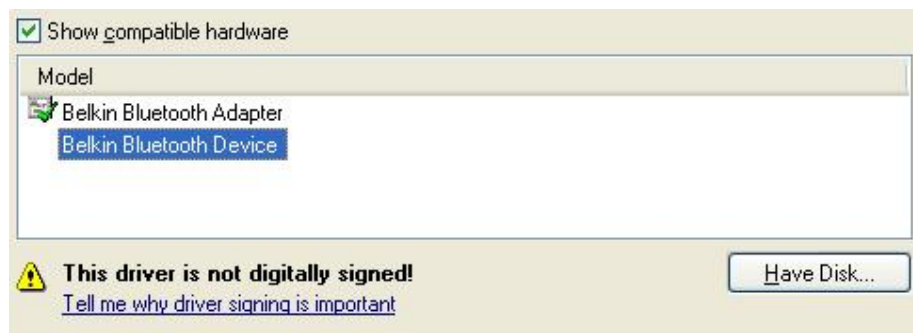 Show compatible hardware
Model
Belkin Bluetooth Adapter
Belkin Bluetooth Device
This driver is not digitally signed!
Have Disk...
Tell me why driver signing is important